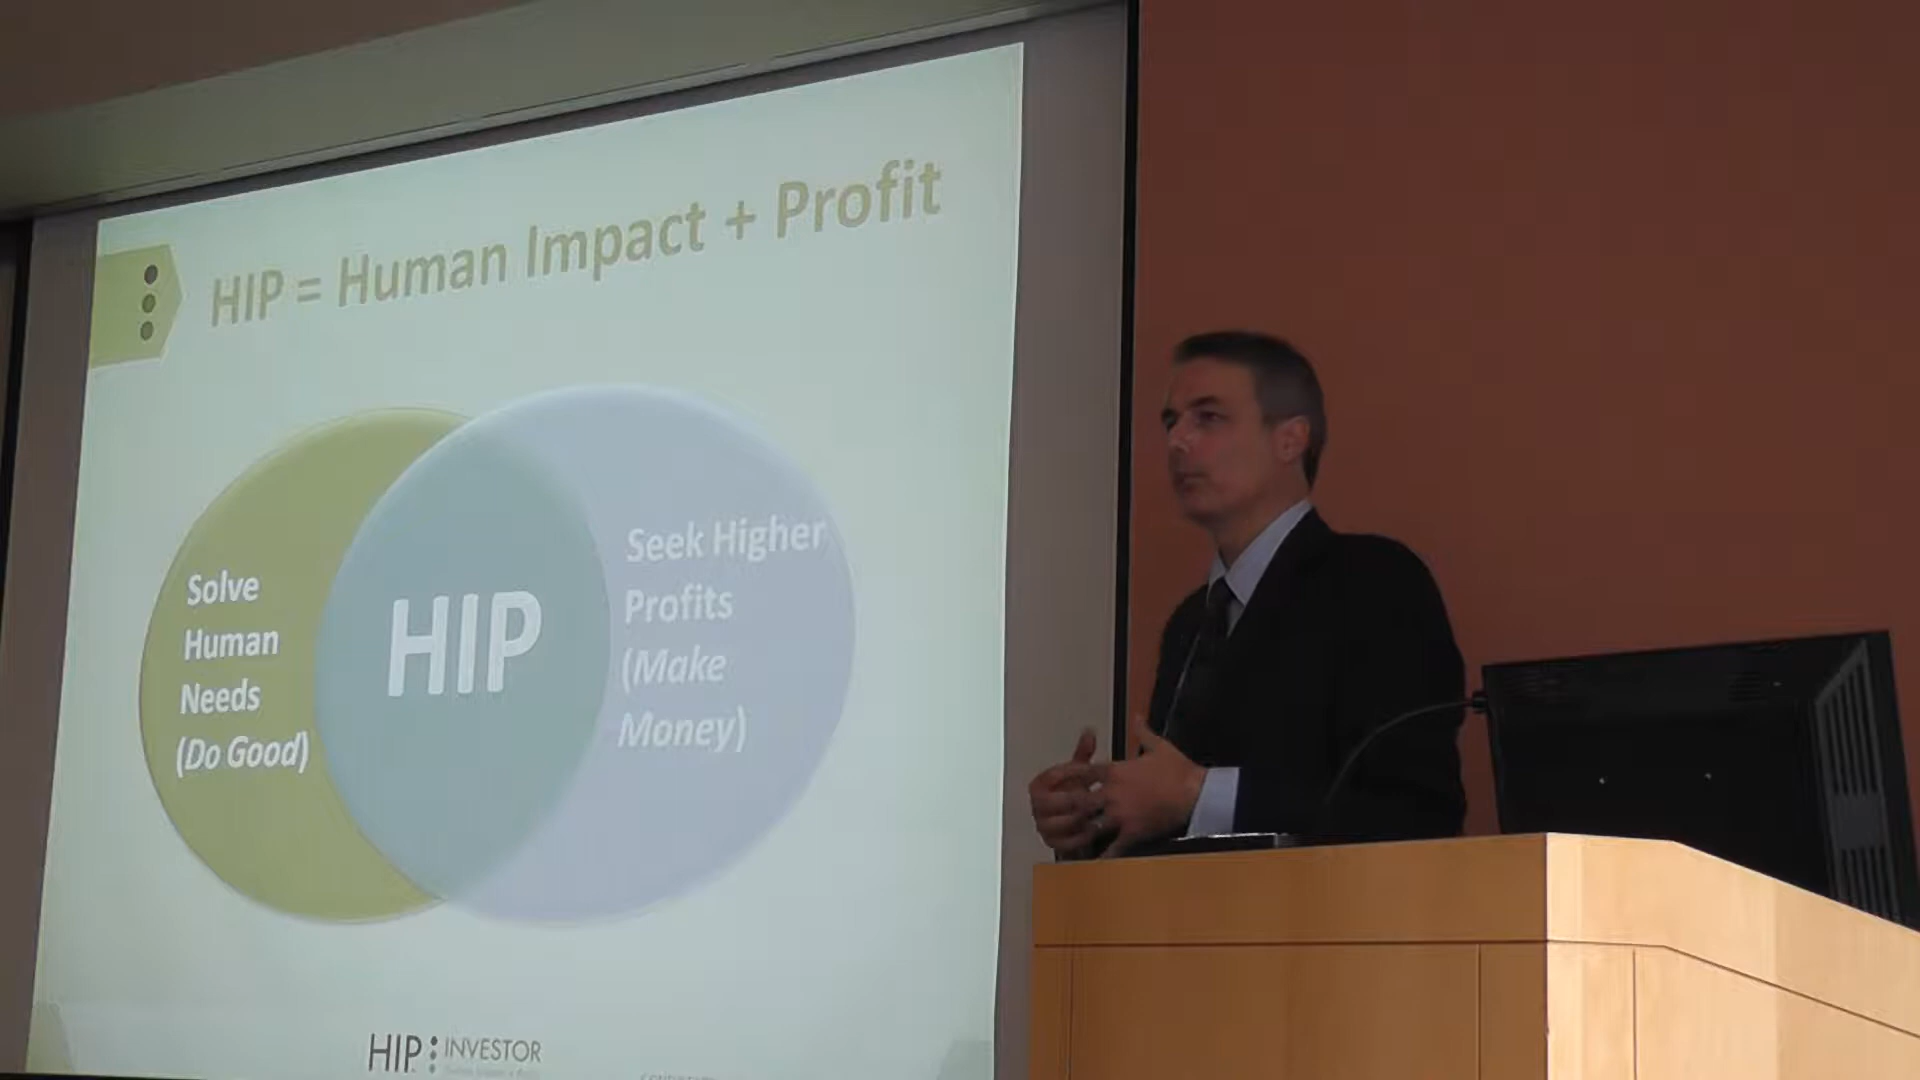 HIP = Human Impact + Profit
Solve
Human
Needs
(Do Good)
HIP
Seek Higher
Profits
(Make
Money)
HIP INVESTOR